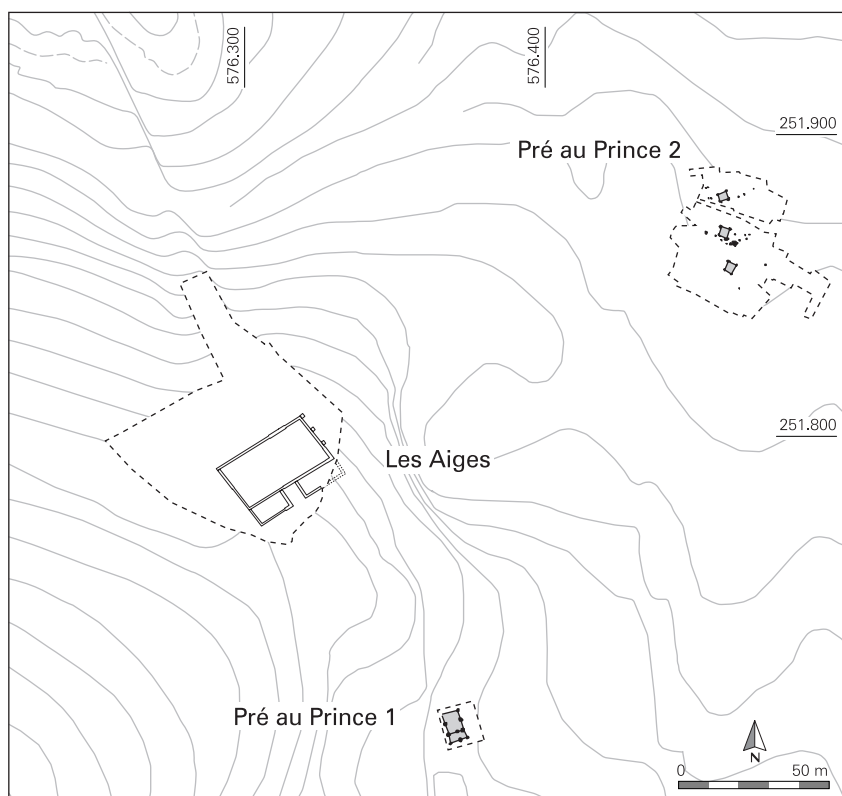 576.300
576.400
251.900
Pré au Prince 2
251.800
Les Aiges
Pré au Prince 1
N
0 50 m